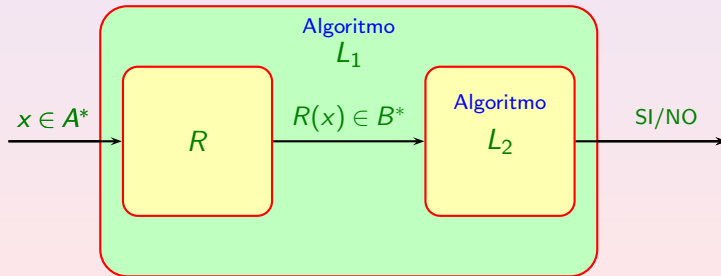 Algoritmo
L₁
x ∈ A*
R
R(x) ∈ B*
Algoritmo
L₂
SI/NO